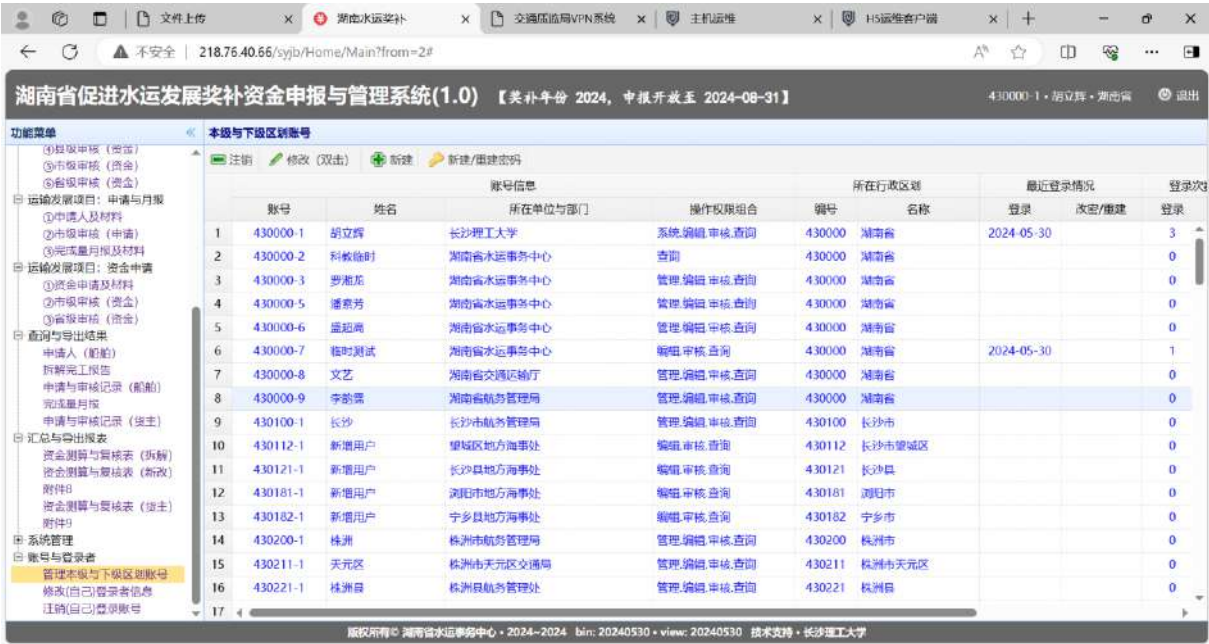 文件上传 湖南水运奖补 交通医监局VPN系统 主机运维 H5运维客户端
不安全 218.76.40.66/syjb/Home/Main?from=2#
湖南省促进水运发展奖补资金申报与管理系统(1.0) 【奖补年份 2024, 申报开放至 2024-08-31】 430000-1・胡立辉・湖南省 退出
功能菜单 本级与下级区划账号
④县级审核（资金）
⑤市级审核（资金）
⑥省级审核（资金）
运输发展项目：申请与月报
①申请人及材料
②市级审核（申请）
③完成量月报及材料
运输发展项目：资金申请
①资金申请及材料
②市级审核（资金）
③省级审核（资金）
查询与导出结果
申请人（船舶）
拆解完工报告
申请与审核记录（船舶）
完成量月报
申请与审核记录（货主）
汇总与导出报表
资金测算与复核表（拆解）
资金测算与复核表（新改）
附件8
资金测算与复核表（货主）
附件9
系统管理
账号与登录者
管理本级与下级区划账号
修改(自己)登录者信息
注销(自己)登录账号
注销 修改（双击） 新建 新建/重建密码
账号信息 所在行政区划 最近登录情况 登录次
账号 姓名 所在单位与部门 操作权限组合 编号 名称 登录 改密/重建 登录
1 430000-1 胡立辉 长沙理工大学 系统,编辑,审核,查询 430000 湖南省 2024-05-30 3
2 430000-2 科教临时 湖南省水运事务中心 查询 430000 湖南省 0
3 430000-3 罗湘龙 湖南省水运事务中心 管理,编辑,审核,查询 430000 湖南省 0
4 430000-5 潘意芳 湖南省水运事务中心 管理,编辑,审核,查询 430000 湖南省 0
5 430000-6 盛超高 湖南省水运事务中心 管理,编辑,审核,查询 430000 湖南省 0
6 430000-7 临时测试 湖南省水运事务中心 编辑,审核,查询 430000 湖南省 2024-05-30 1
7 430000-8 文艺 湖南省交通运输厅 管理,编辑,审核,查询 430000 湖南省 0
8 430000-9 湖南省航务管理局 管理,编辑,审核,查询 430000 湖南省 0
9 430100-1 长沙 长沙市航务管理局 管理,编辑,审核,查询 430100 长沙市 0
10 430112-1 新增用户 望城区地方海事处 编辑,审核,查询 430112 长沙市望城区 0
11 430121-1 新增用户 长沙县地方海事处 编辑,审核,查询 430121 长沙县 0
12 430181-1 新增用户 浏阳市地方海事处 编辑,审核,查询 430181 浏阳市 0
13 430182-1 新增用户 宁乡县地方海事处 编辑,审核,查询 430182 宁乡市 0
14 430200-1 株洲 株洲市航务管理局 管理,编辑,审核,查询 430200 株洲市 0
15 430211-1 天元区 株洲市天元区交通局 管理,编辑,审核,查询 430211 株洲市天元区 0
16 430221-1 株洲县 株洲县航务管理处 管理,编辑,审核,查询 430221 株洲县 0
17
版权所有© 湖南省水运事务中心・2024~2024 bin: 20240530・view: 20240530 技术支持・长沙理工大学